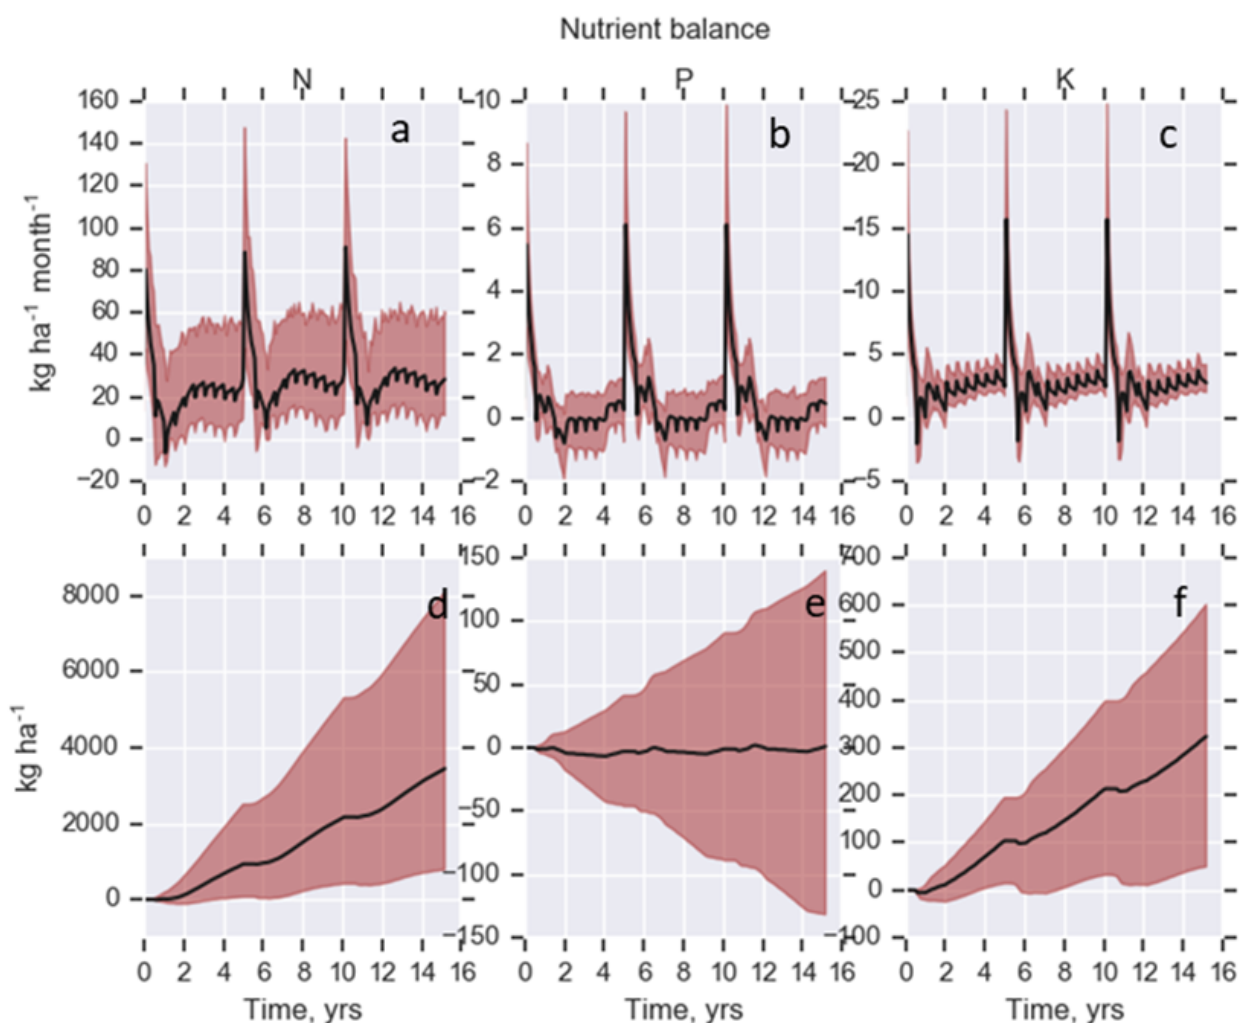 Nutrient balance
N P K
160 10 25
a b c
140
8 20
120
100 6 15
80
4 10
60
40 2 5
20
0 0
0
−20 −2 −5
0 2 4 6 8 10 12 14 16 0 2 4 6 8 10 12 14 16 0 2 4 6 8 10 12 14 16
kg ha⁻¹ month⁻¹
150 700
8000 d e f
100 600
500
6000 50
400
4000 0 300
−50 200
2000
100
−100
0 0
−150 −100
0 2 4 6 8 10 12 14 16 0 2 4 6 8 10 12 14 16 0 2 4 6 8 10 12 14 16
kg ha⁻¹
Time, yrs Time, yrs Time, yrs